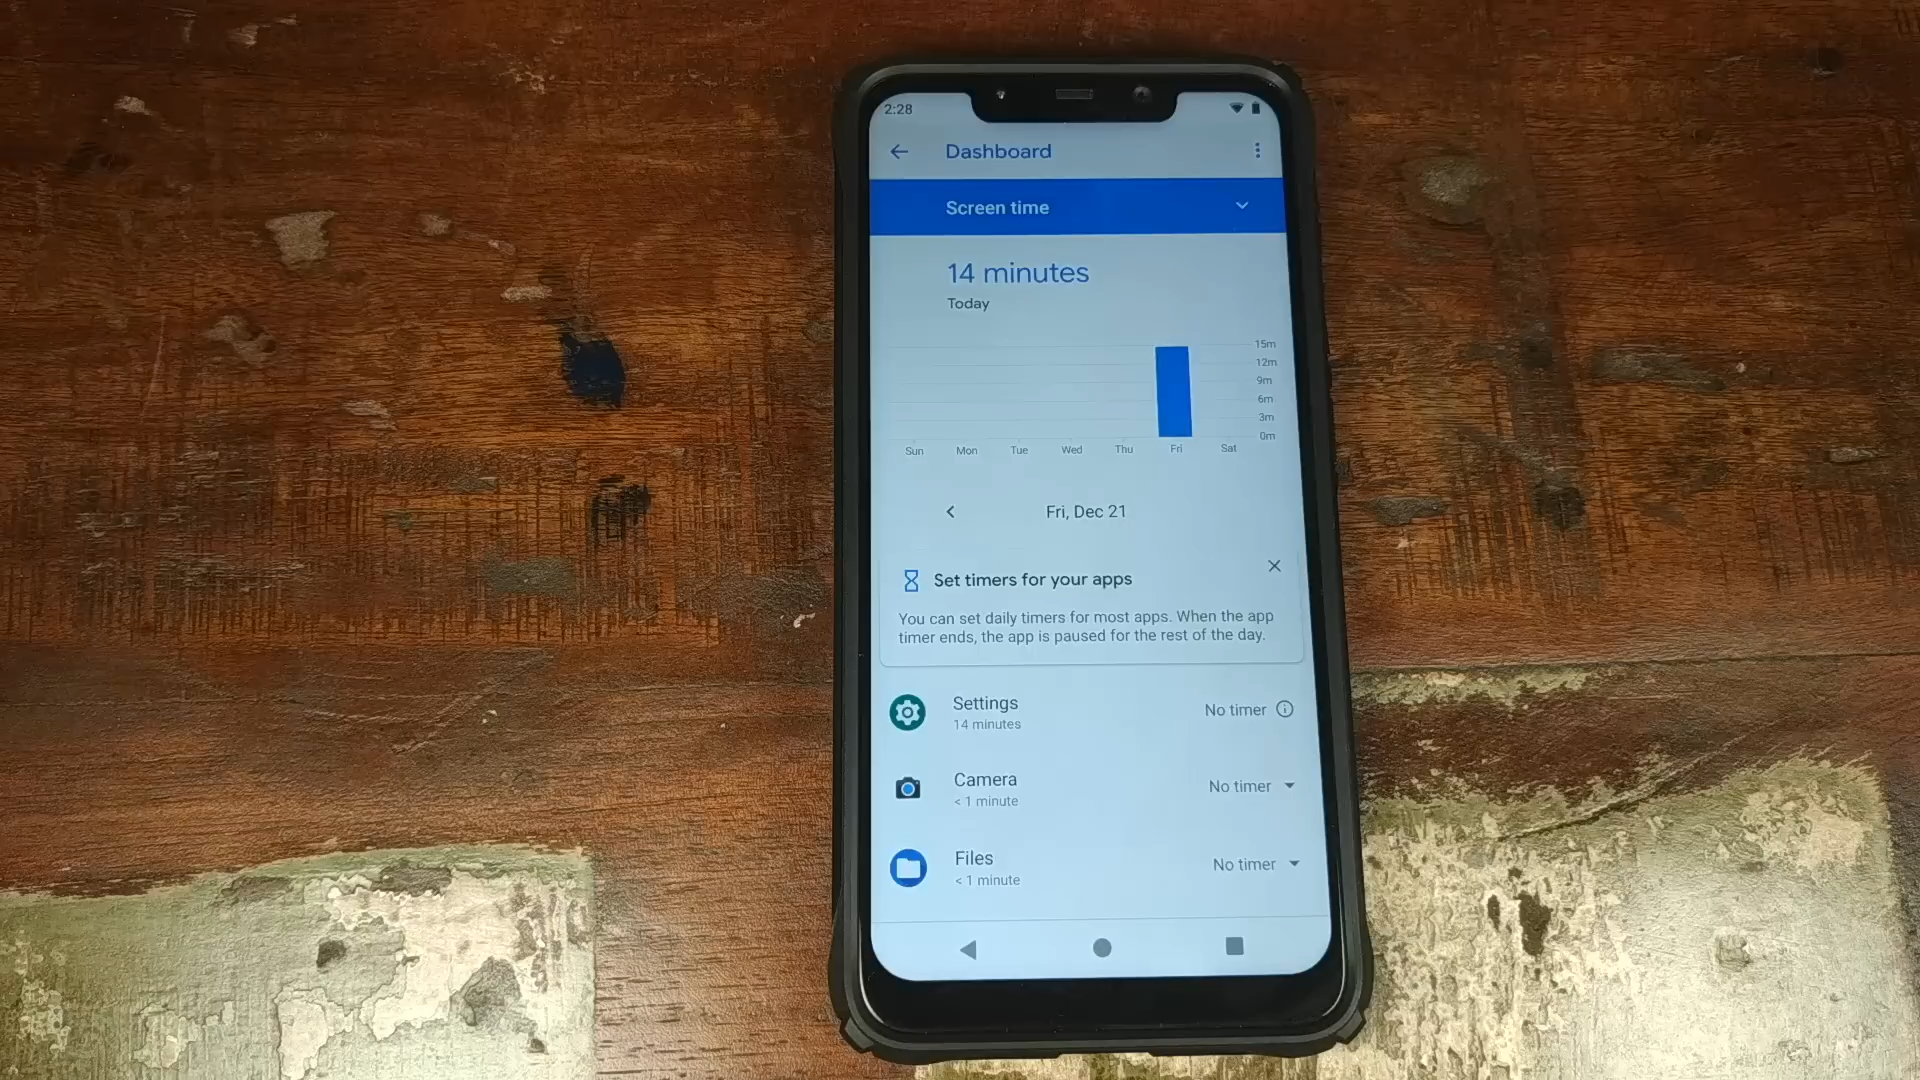 2:28
Dashboard
Screen time
14 minutes
Today
15m
12m
9m
6m
3m
0m
Sun Mon Tue Wed Thu Fri Sat
Fri, Dec 21
Set timers for your apps
You can set daily timers for most apps. When the app
timer ends, the app is paused for the rest of the day.
Settings
14 minutes
No timer
Camera
< 1 minute
No timer
Files
< 1 minute
No timer